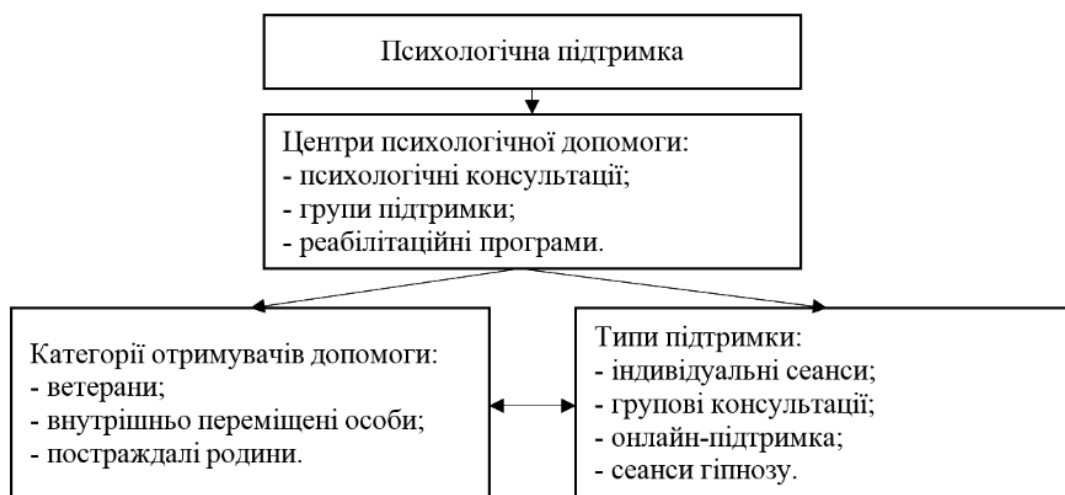 Психологічна підтримка
Центри психологічної допомоги:
- психологічні консультації;
- групи підтримки;
- реабілітаційні програми.
Категорії отримувачів допомоги:
- ветерани;
- внутрішньо переміщені особи;
- постраждалі родини.
Типи підтримки:
- індивідуальні сеанси;
- групові консультації;
- онлайн-підтримка;
- сеанси гіпнозу.